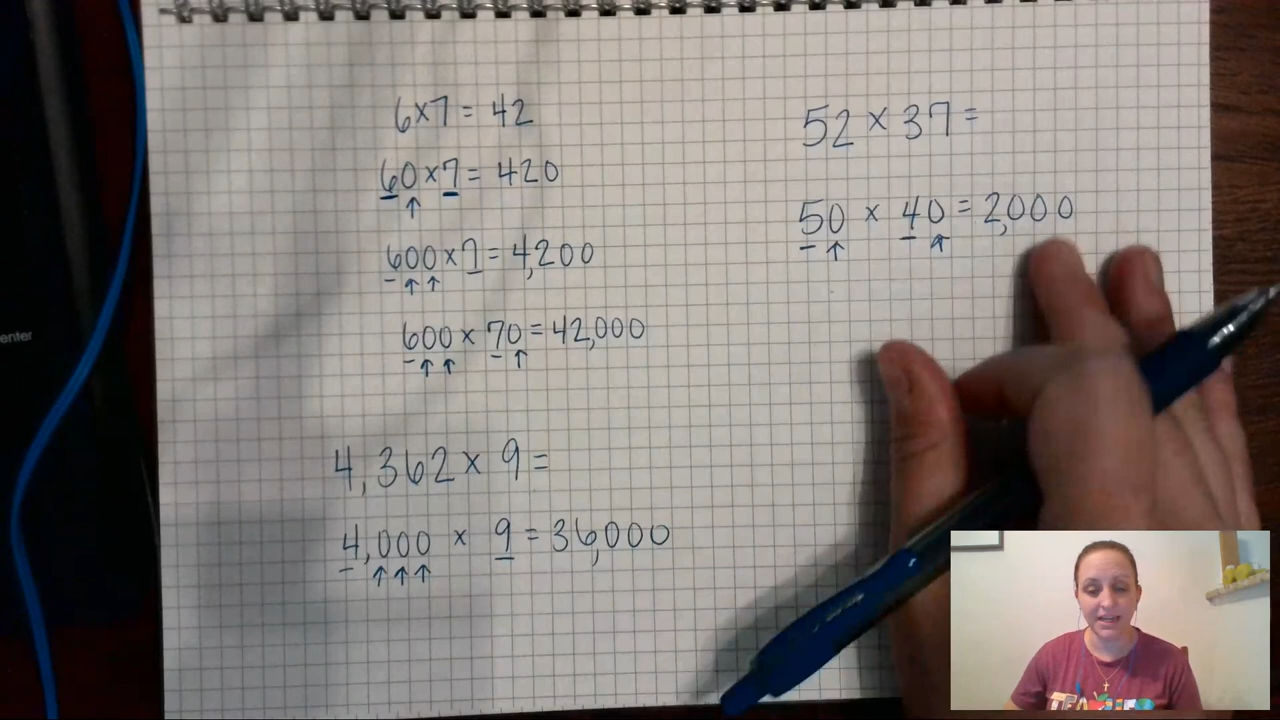 6×7 = 42
60×7 = 420
600×7 = 4,200
600 × 70 = 42,000
4,362 × 9 =
4,000 × 9 = 36,000
52 × 37 =
50 × 40 = 2,000
enter